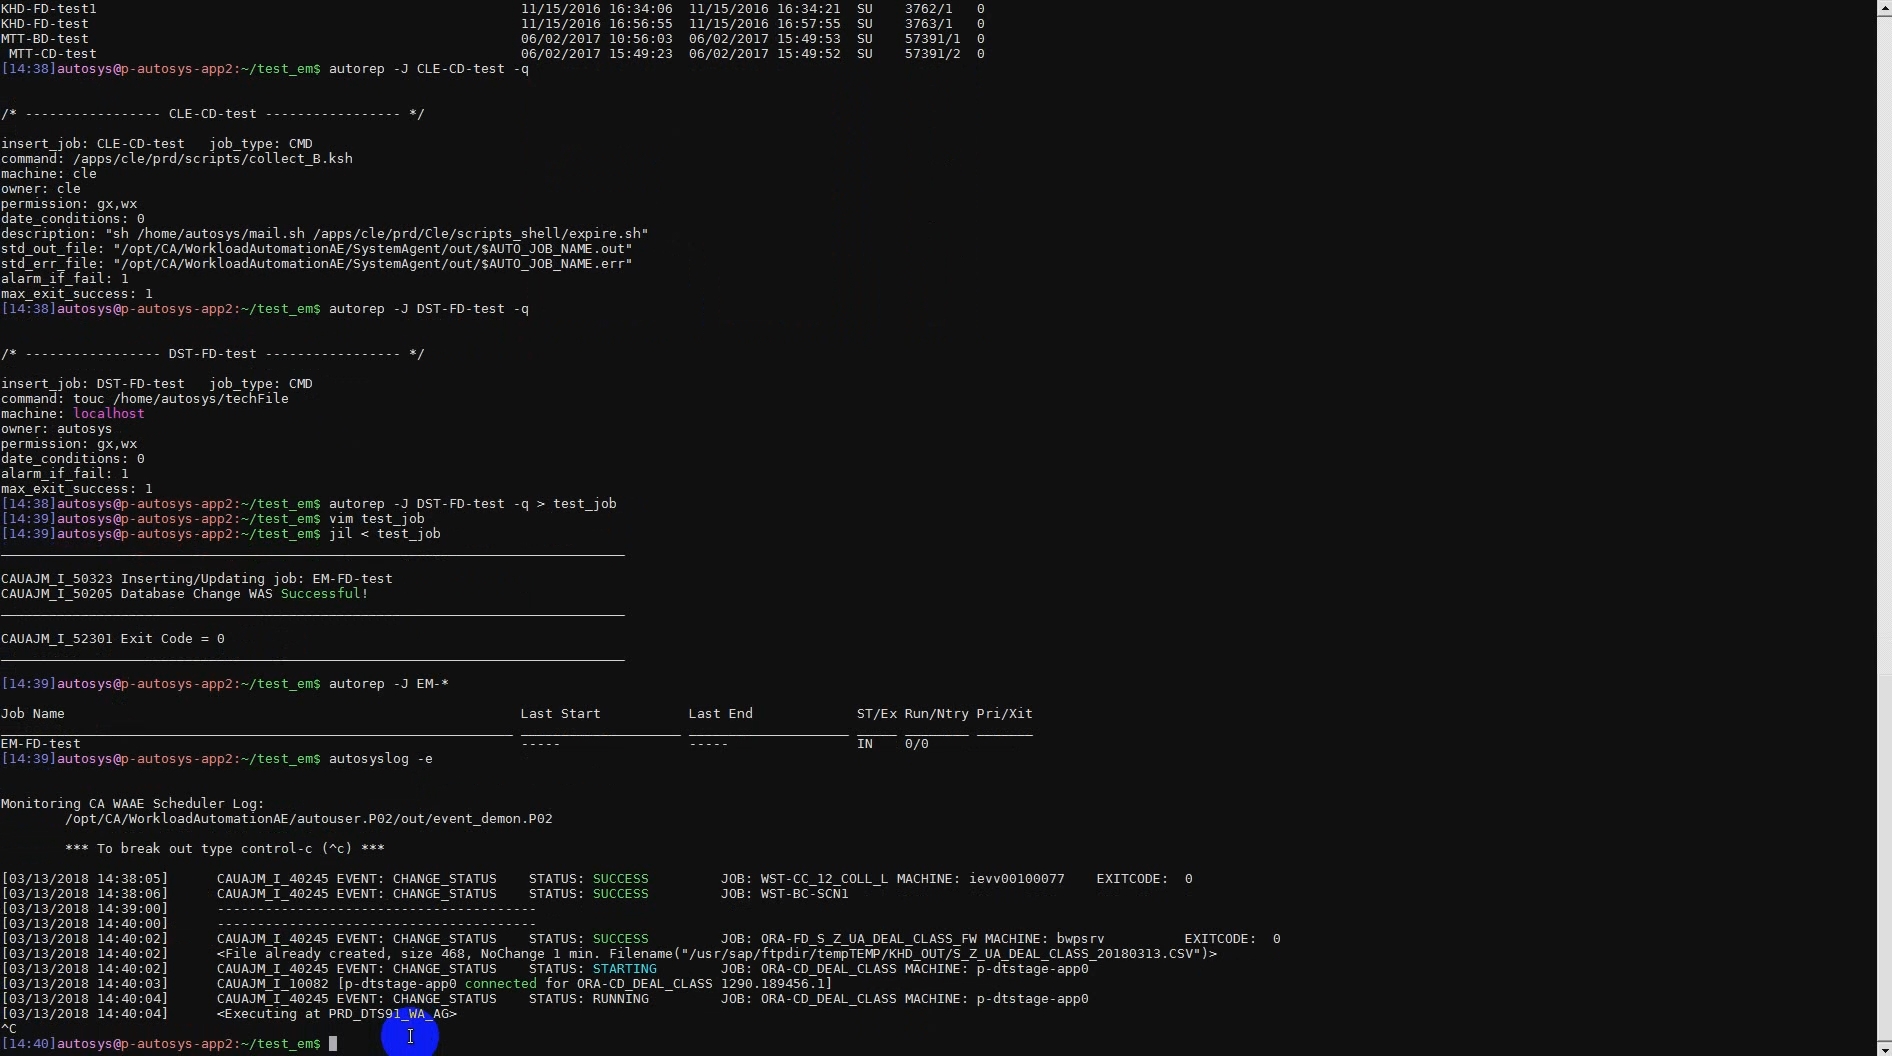 KHD-FD-test1 11/15/2016 16:34:06 11/15/2016 16:34:21 SU 3762/1 0
KHD-FD-test 11/15/2016 16:56:55 11/15/2016 16:57:55 SU 3763/1 0
MTT-BD-test 06/02/2017 10:56:03 06/02/2017 15:49:53 SU 57391/1 0
MTT-CD-test 06/02/2017 15:49:23 06/02/2017 15:49:52 SU 57391/2 0
[14:38]autosys@p-autosys-app2:~/test_em$ autorep -J CLE-CD-test -q
/* ----------------- CLE-CD-test ----------------- */
insert_job: CLE-CD-test   job_type: CMD
command: /apps/cle/prd/scripts/collect_B.ksh
machine: cle
owner: cle
permission: gx,wx
date_conditions: 0
description: "sh /home/autosys/mail.sh /apps/cle/prd/Cle/scripts_shell/expire.sh"
std_out_file: "/opt/CA/WorkloadAutomationAE/SystemAgent/out/$AUTO_JOB_NAME.out"
std_err_file: "/opt/CA/WorkloadAutomationAE/SystemAgent/out/$AUTO_JOB_NAME.err"
alarm_if_fail: 1
max_exit_success: 1
[14:38]autosys@p-autosys-app2:~/test_em$ autorep -J DST-FD-test -q
/* ----------------- DST-FD-test ----------------- */
insert_job: DST-FD-test   job_type: CMD
command: touc /home/autosys/techFile
machine: localhost
owner: autosys
permission: gx,wx
date_conditions: 0
alarm_if_fail: 1
max_exit_success: 1
[14:38]autosys@p-autosys-app2:~/test_em$ autorep -J DST-FD-test -q > test_job
[14:39]autosys@p-autosys-app2:~/test_em$ vim test_job
[14:39]autosys@p-autosys-app2:~/test_em$ jil < test_job
CAUAJM_I_50323 Inserting/Updating job: EM-FD-test
CAUAJM_I_50205 Database Change WAS Successful!
CAUAJM_I_52301 Exit Code = 0
[14:39]autosys@p-autosys-app2:~/test_em$ autorep -J EM-*
Job Name Last Start Last End ST/Ex Run/Ntry Pri/Xit
EM-FD-test ----- ----- IN 0/0
[14:39]autosys@p-autosys-app2:~/test_em$ autosyslog -e
Monitoring CA WAAE Scheduler Log:
/opt/CA/WorkloadAutomationAE/autouser.P02/out/event_demon.P02
*** To break out type control-c (^c) ***
[03/13/2018 14:38:05] CAUAJM_I_40245 EVENT: CHANGE_STATUS STATUS: SUCCESS JOB: WST-CC_12_COLL_L MACHINE: ievv00100077 EXITCODE: 0
[03/13/2018 14:38:06] CAUAJM_I_40245 EVENT: CHANGE_STATUS STATUS: SUCCESS JOB: WST-BC-SCN1
[03/13/2018 14:39:00] ----------------------------------------
[03/13/2018 14:40:00] ----------------------------------------
[03/13/2018 14:40:02] CAUAJM_I_40245 EVENT: CHANGE_STATUS STATUS: SUCCESS JOB: ORA-FD_S_Z_UA_DEAL_CLASS_FW MACHINE: bwpsrv EXITCODE: 0
[03/13/2018 14:40:02] <File already created, size 468, NoChange 1 min. Filename("/usr/sap/ftpdir/tempTEMP/KHD_OUT/S_Z_UA_DEAL_CLASS_20180313.CSV")>
[03/13/2018 14:40:02] CAUAJM_I_40245 EVENT: CHANGE_STATUS STATUS: STARTING JOB: ORA-CD_DEAL_CLASS MACHINE: p-dtstage-app0
[03/13/2018 14:40:03] CAUAJM_I_10082 [p-dtstage-app0 connected for ORA-CD_DEAL_CLASS 1290.189456.1]
[03/13/2018 14:40:04] CAUAJM_I_40245 EVENT: CHANGE_STATUS STATUS: RUNNING JOB: ORA-CD_DEAL_CLASS MACHINE: p-dtstage-app0
[03/13/2018 14:40:04] <Executing at PRD_DTS91_WA_AG>
^C
[14:40]autosys@p-autosys-app2:~/test_em$